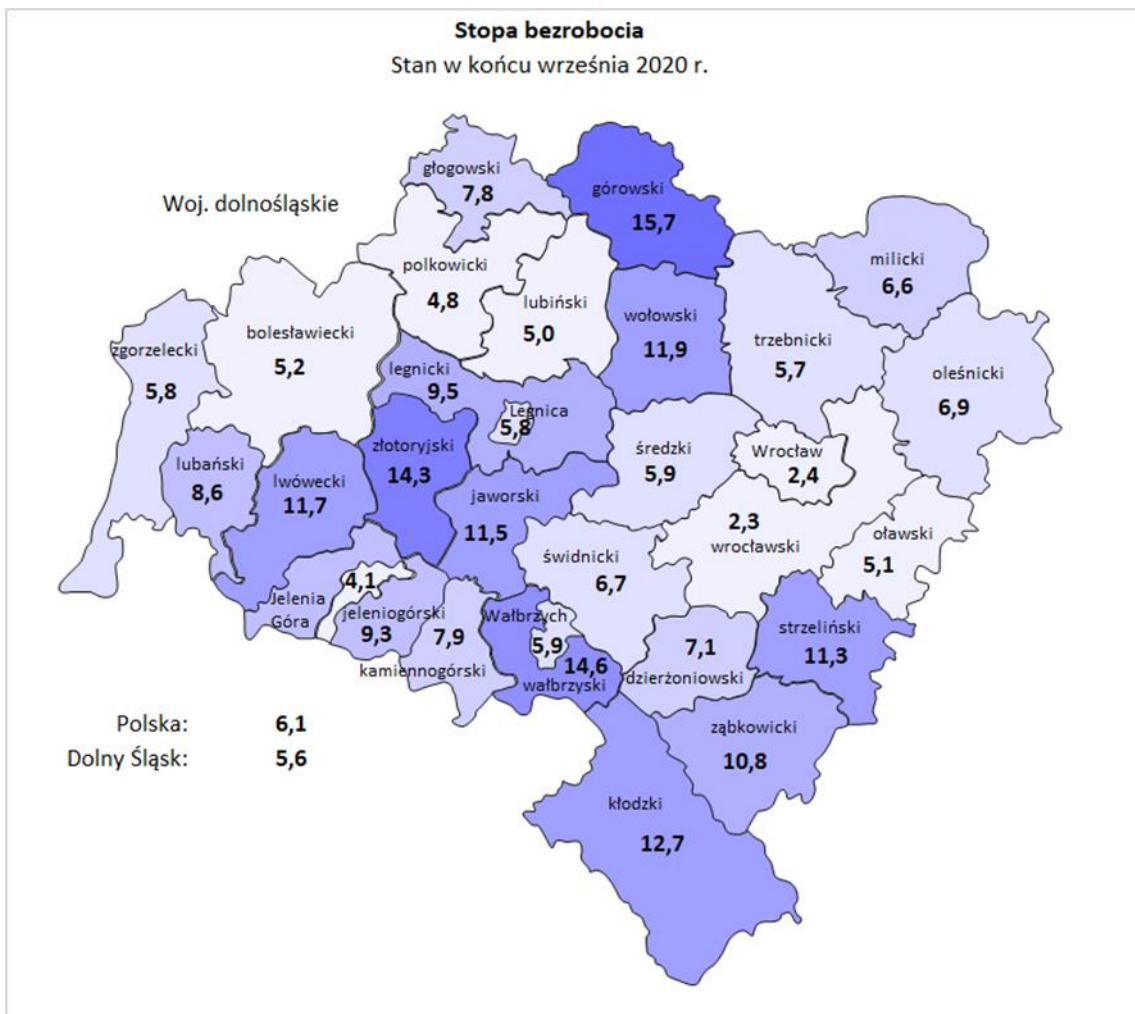 Stopa bezrobocia
Stan w końcu września 2020 r.
Woj. dolnośląskie
głogowski
7,8
górowski
15,7
milicki
6,6
polkowicki
4,8
lubiński
5,0
wołowski
11,9
trzebnicki
5,7
oleśnicki
6,9
zgorzelecki
5,8
bolesławiecki
5,2
legnicki
9,5
Legnica
5,8
złotoryjski
14,3
średzki
5,9
Wrocław
2,4
lubański
8,6
lwówecki
11,7
jaworski
11,5
2,3
wrocławski
oławski
5,1
świdnicki
6,7
4,1
Jelenia
Góra
jeleniogórski
9,3
7,9
kamiennogórski
Wałbrzych
5,9
14,6
wałbrzyski
7,1
dzierżoniowski
strzeliński
11,3
Polska: 6,1
Dolny Śląsk: 5,6
ząbkowicki
10,8
kłodzki
12,7